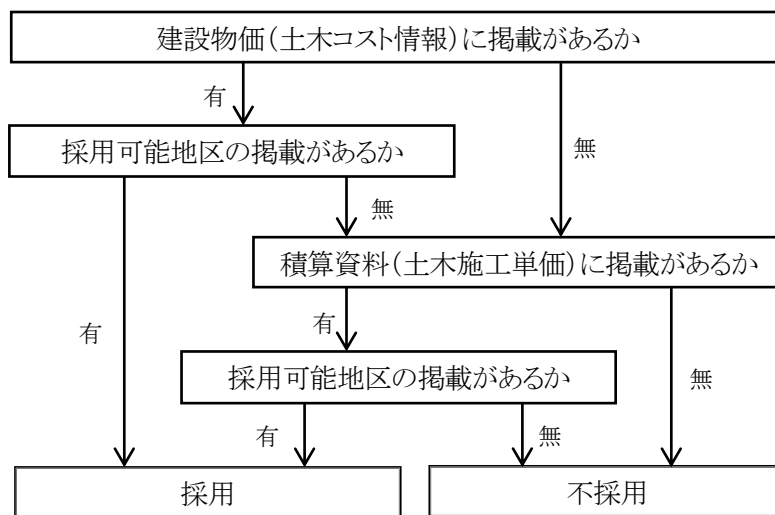 建設物価(土木コスト情報)に掲載があるか
有
採用可能地区の掲載があるか
無
無
積算資料(土木施工単価)に掲載があるか
有
有
採用可能地区の掲載があるか
無
有
無
採用
不採用